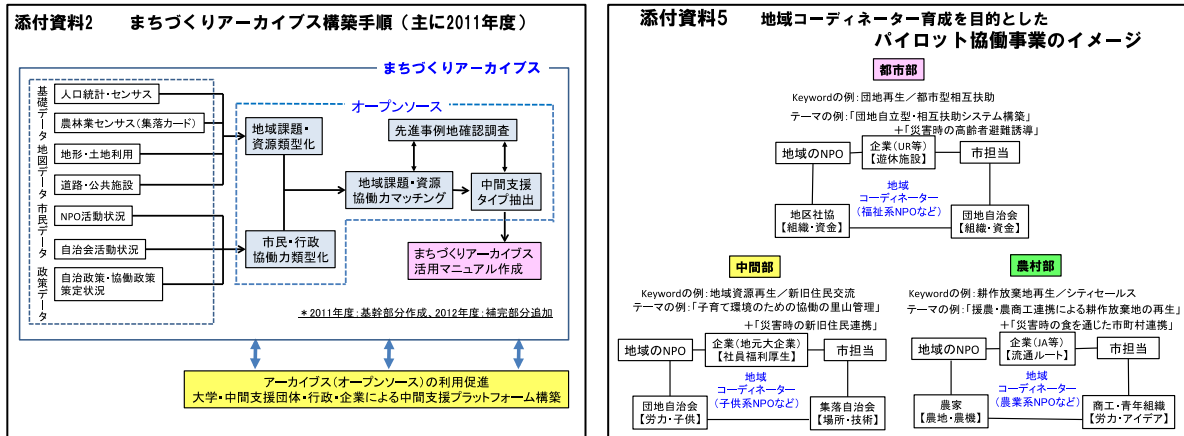 添付資料2 まちづくりアーカイブス構築手順（主に2011年度）
まちづくりアーカイブス
基礎データ
人口統計・センサス
農林業センサス（集落カード）
地図データ
地形・土地利用
道路・公共施設
市民データ
NPO活動状況
自治会活動状況
政策データ
自治政策・協働政策
策定状況
オープンソース
地域課題・
資源類型化
先進事例地確認調査
地域課題・資源
協働力マッチング
中間支援
タイプ抽出
市民・行政
協働力類型化
まちづくりアーカイブス
活用マニュアル作成
＊2011年度：基幹部分作成、2012年度：補完部分追加
アーカイブス（オープンソース）の利用促進
大学・中間支援団体・行政・企業による中間支援プラットフォーム構築
添付資料5 地域コーディネーター育成を目的とした
パイロット協働事業のイメージ
都市部
Keywordの例：団地再生／都市型相互扶助
テーマの例：「団地自立型・相互扶助システム構築」
＋「災害時の高齢者避難誘導」
地域のNPO
企業（UR等）
【遊休施設】
市担当
地域
コーディネーター
（福祉系NPOなど）
地区社協
【組織・資金】
団地自治会
【組織・資金】
中間部
Keywordの例：地域資源再生／新旧住民交流
テーマの例：「子育て環境のための協働の里山管理」
＋「災害時の新旧住民連携」
地域のNPO
企業（地元大企業）
【社員福利厚生】
市担当
地域
コーディネーター
（子供系NPOなど）
団地自治会
【労力・子供】
集落自治会
【場所・技術】
農村部
Keywordの例：耕作放棄地再生／シティセールス
テーマの例：「援農・農商工連携による耕作放棄地の再生」
＋「災害時の食を通じた市町村連携」
地域のNPO
企業（JA等）
【流通ルート】
市担当
地域
コーディネーター
（農業系NPOなど）
農家
【農地・農機】
商工・青年組織
【労力・アイデア】